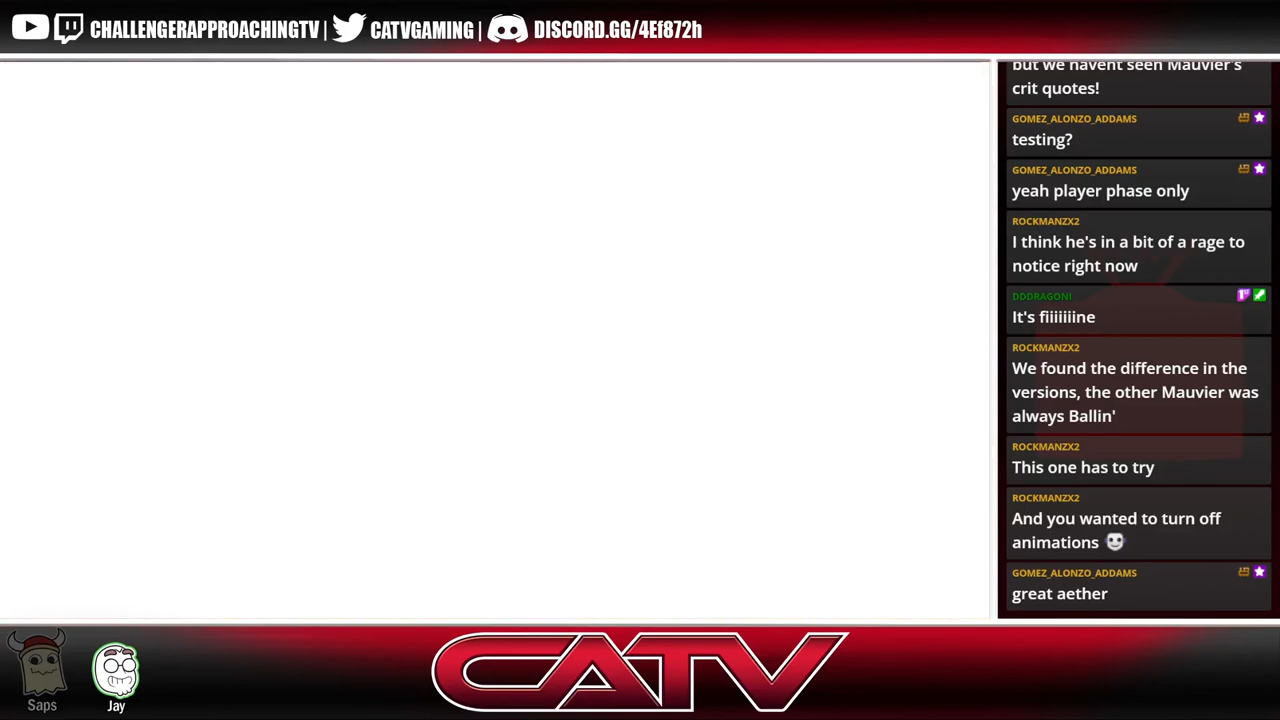 CHALLENGERAPPROACHINGTV | CATVGAMING | DISCORD.GG/4Ef872h
but we havent seen Mauvier's
crit quotes!
GOMEZ_ALONZO_ADDAMS
testing?
GOMEZ_ALONZO_ADDAMS
yeah player phase only
ROCKMANZX2
I think he's in a bit of a rage to
notice right now
DDDRAGONI
It's fiiiiiiine
ROCKMANZX2
We found the difference in the
versions, the other Mauvier was
always Ballin'
ROCKMANZX2
This one has to try
ROCKMANZX2
And you wanted to turn off
animations
GOMEZ_ALONZO_ADDAMS
great aether
CATV
Saps
Jay